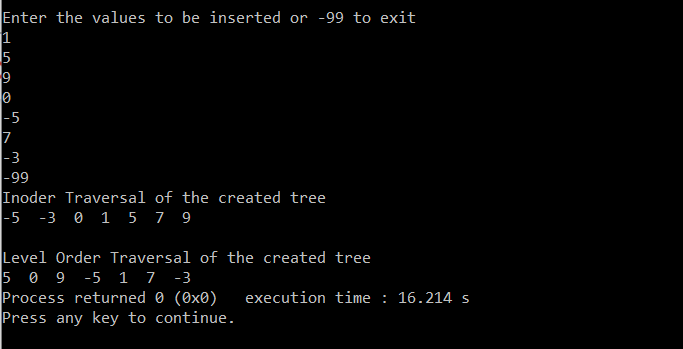 Enter the values to be inserted or -99 to exit
1
5
9
0
-5
7
-3
-99
Inoder Traversal of the created tree
-5  -3  0  1  5  7  9
Level Order Traversal of the created tree
5  0  9  -5  1  7  -3
Process returned 0 (0x0)   execution time : 16.214 s
Press any key to continue.